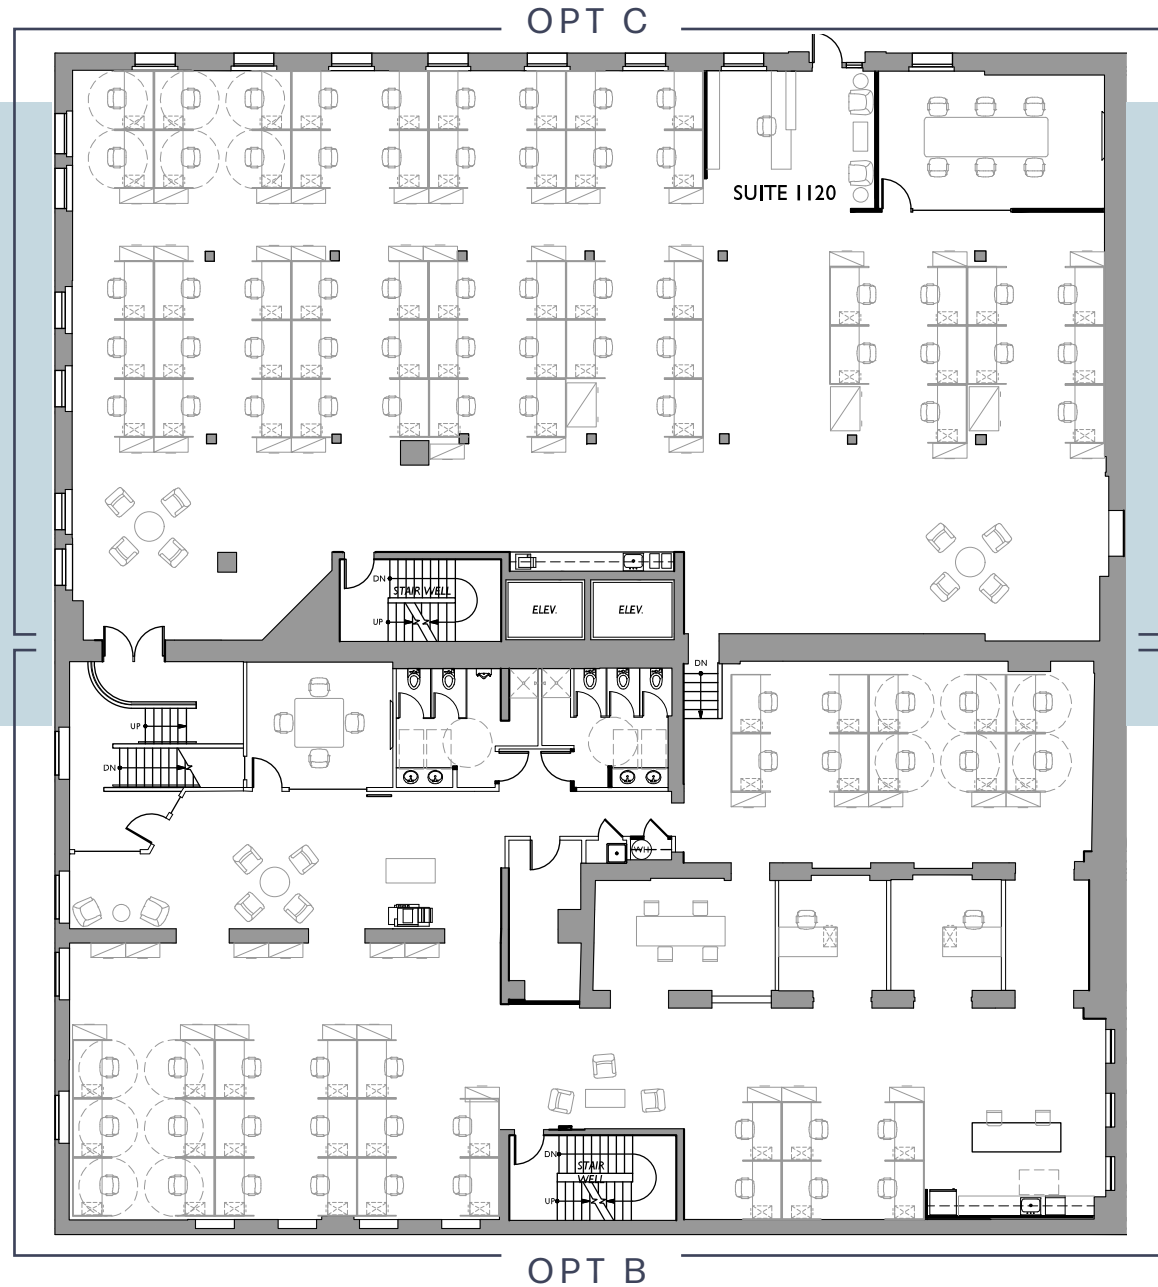 OPT C
SUITE 1120
DN
STAIR WELL
UP
ELEV.
ELEV.
DN
UP
DN
WH
DN
STAIR
WELL
UP
OPT B